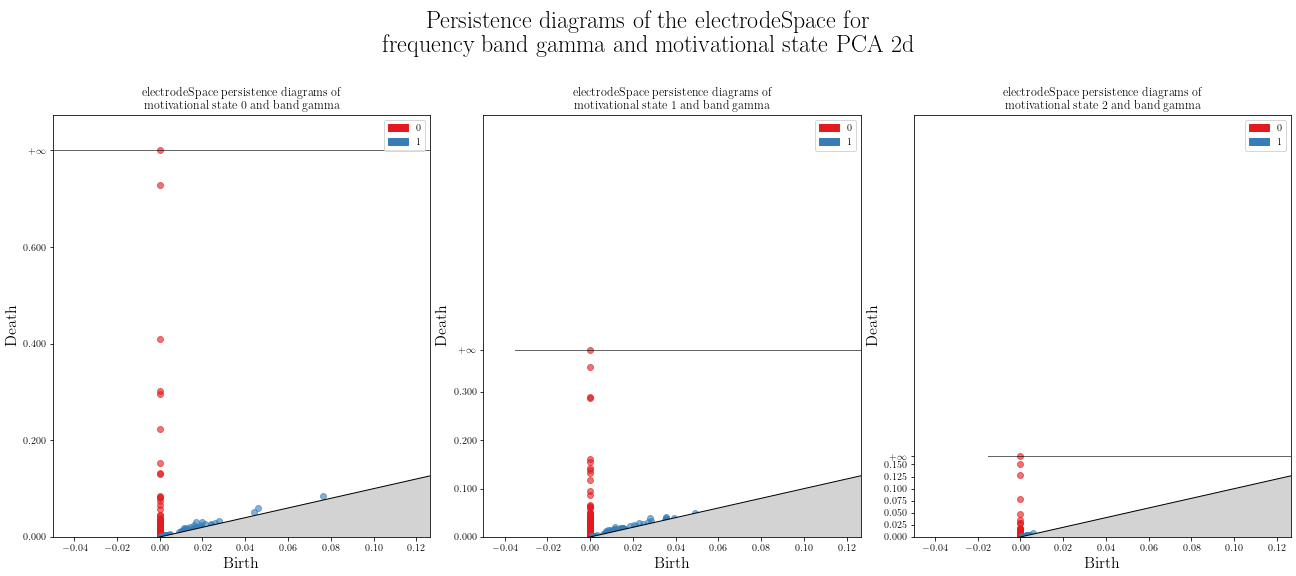 Persistence diagrams of the electrodeSpace for
frequency band gamma and motivational state PCA 2d
electrodeSpace persistence diagrams of
motivational state 0 and band gamma
0
1
+∞
0.600
0.400
0.200
0.000
Death
−0.04 −0.02 0.00 0.02 0.04 0.06 0.08 0.10 0.12
Birth
electrodeSpace persistence diagrams of
motivational state 1 and band gamma
0
1
+∞
0.300
0.200
0.100
0.000
Death
−0.04 −0.02 0.00 0.02 0.04 0.06 0.08 0.10 0.12
Birth
electrodeSpace persistence diagrams of
motivational state 2 and band gamma
0
1
+∞
0.150
0.125
0.100
0.075
0.050
0.025
0.000
Death
−0.04 −0.02 0.00 0.02 0.04 0.06 0.08 0.10 0.12
Birth